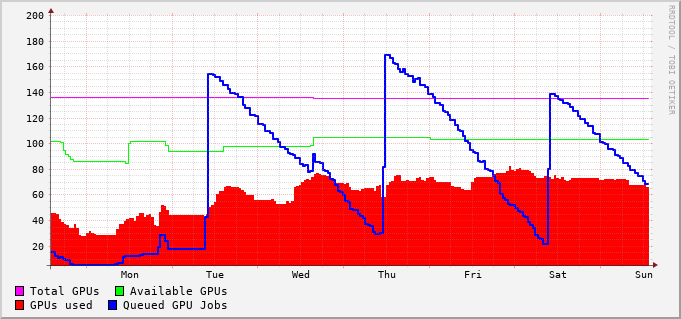 200
180
160
140
120
100
80
60
40
20
Mon Tue Wed Thu Fri Sat Sun
Total GPUs Available GPUs
GPUs used Queued GPU Jobs
RRDTOOL / TOBI OETIKER